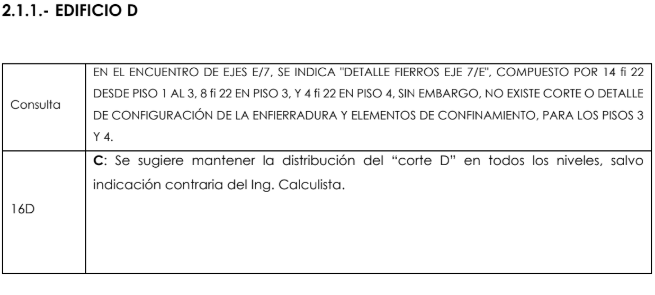 2.1.1.- EDIFICIO D
EN EL ENCUENTRO DE EJES E/7, SE INDICA "DETALLE FIERROS EJE 7/E", COMPUESTO POR 14 fi 22
DESDE PISO 1 AL 3, 8 fi 22 EN PISO 3, Y 4 fi 22 EN PISO 4, SIN EMBARGO, NO EXISTE CORTE O DETALLE
Consulta
DE CONFIGURACIÓN DE LA ENFIERRADURA Y ELEMENTOS DE CONFINAMIENTO, PARA LOS PISOS 3
Y 4.
C: Se sugiere mantener la distribución del “corte D” en todos los niveles, salvo
indicación contraria del Ing. Calculista.
16D